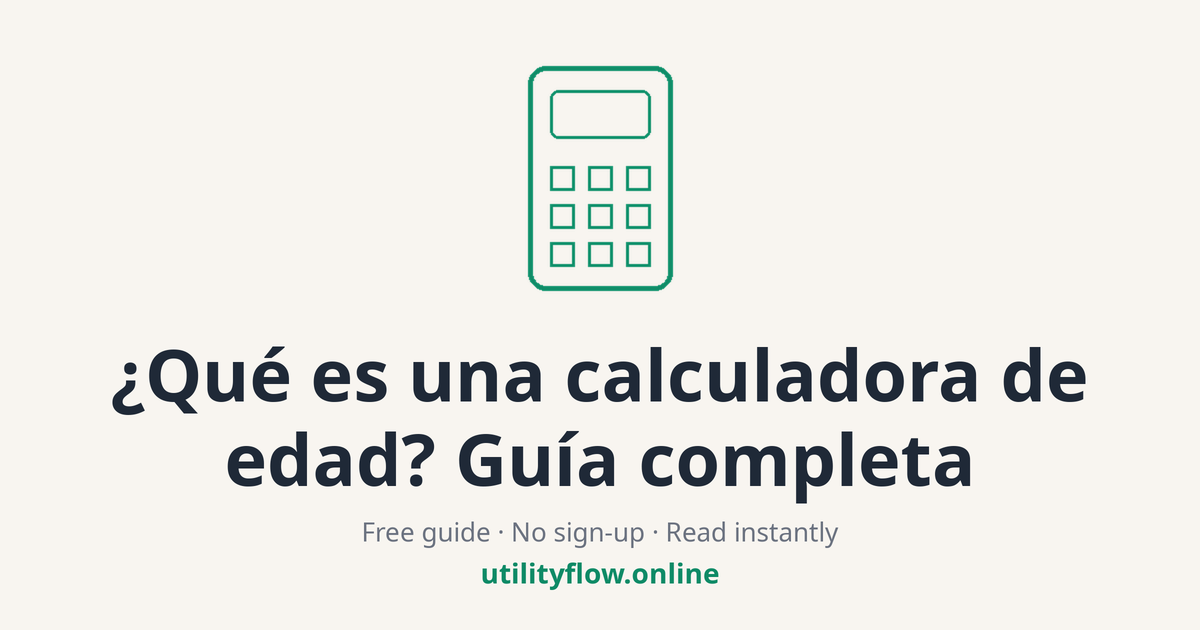 ¿Qué es una calculadora de
edad? Guía completa
Free guide · No sign-up · Read instantly
utilityflow.online